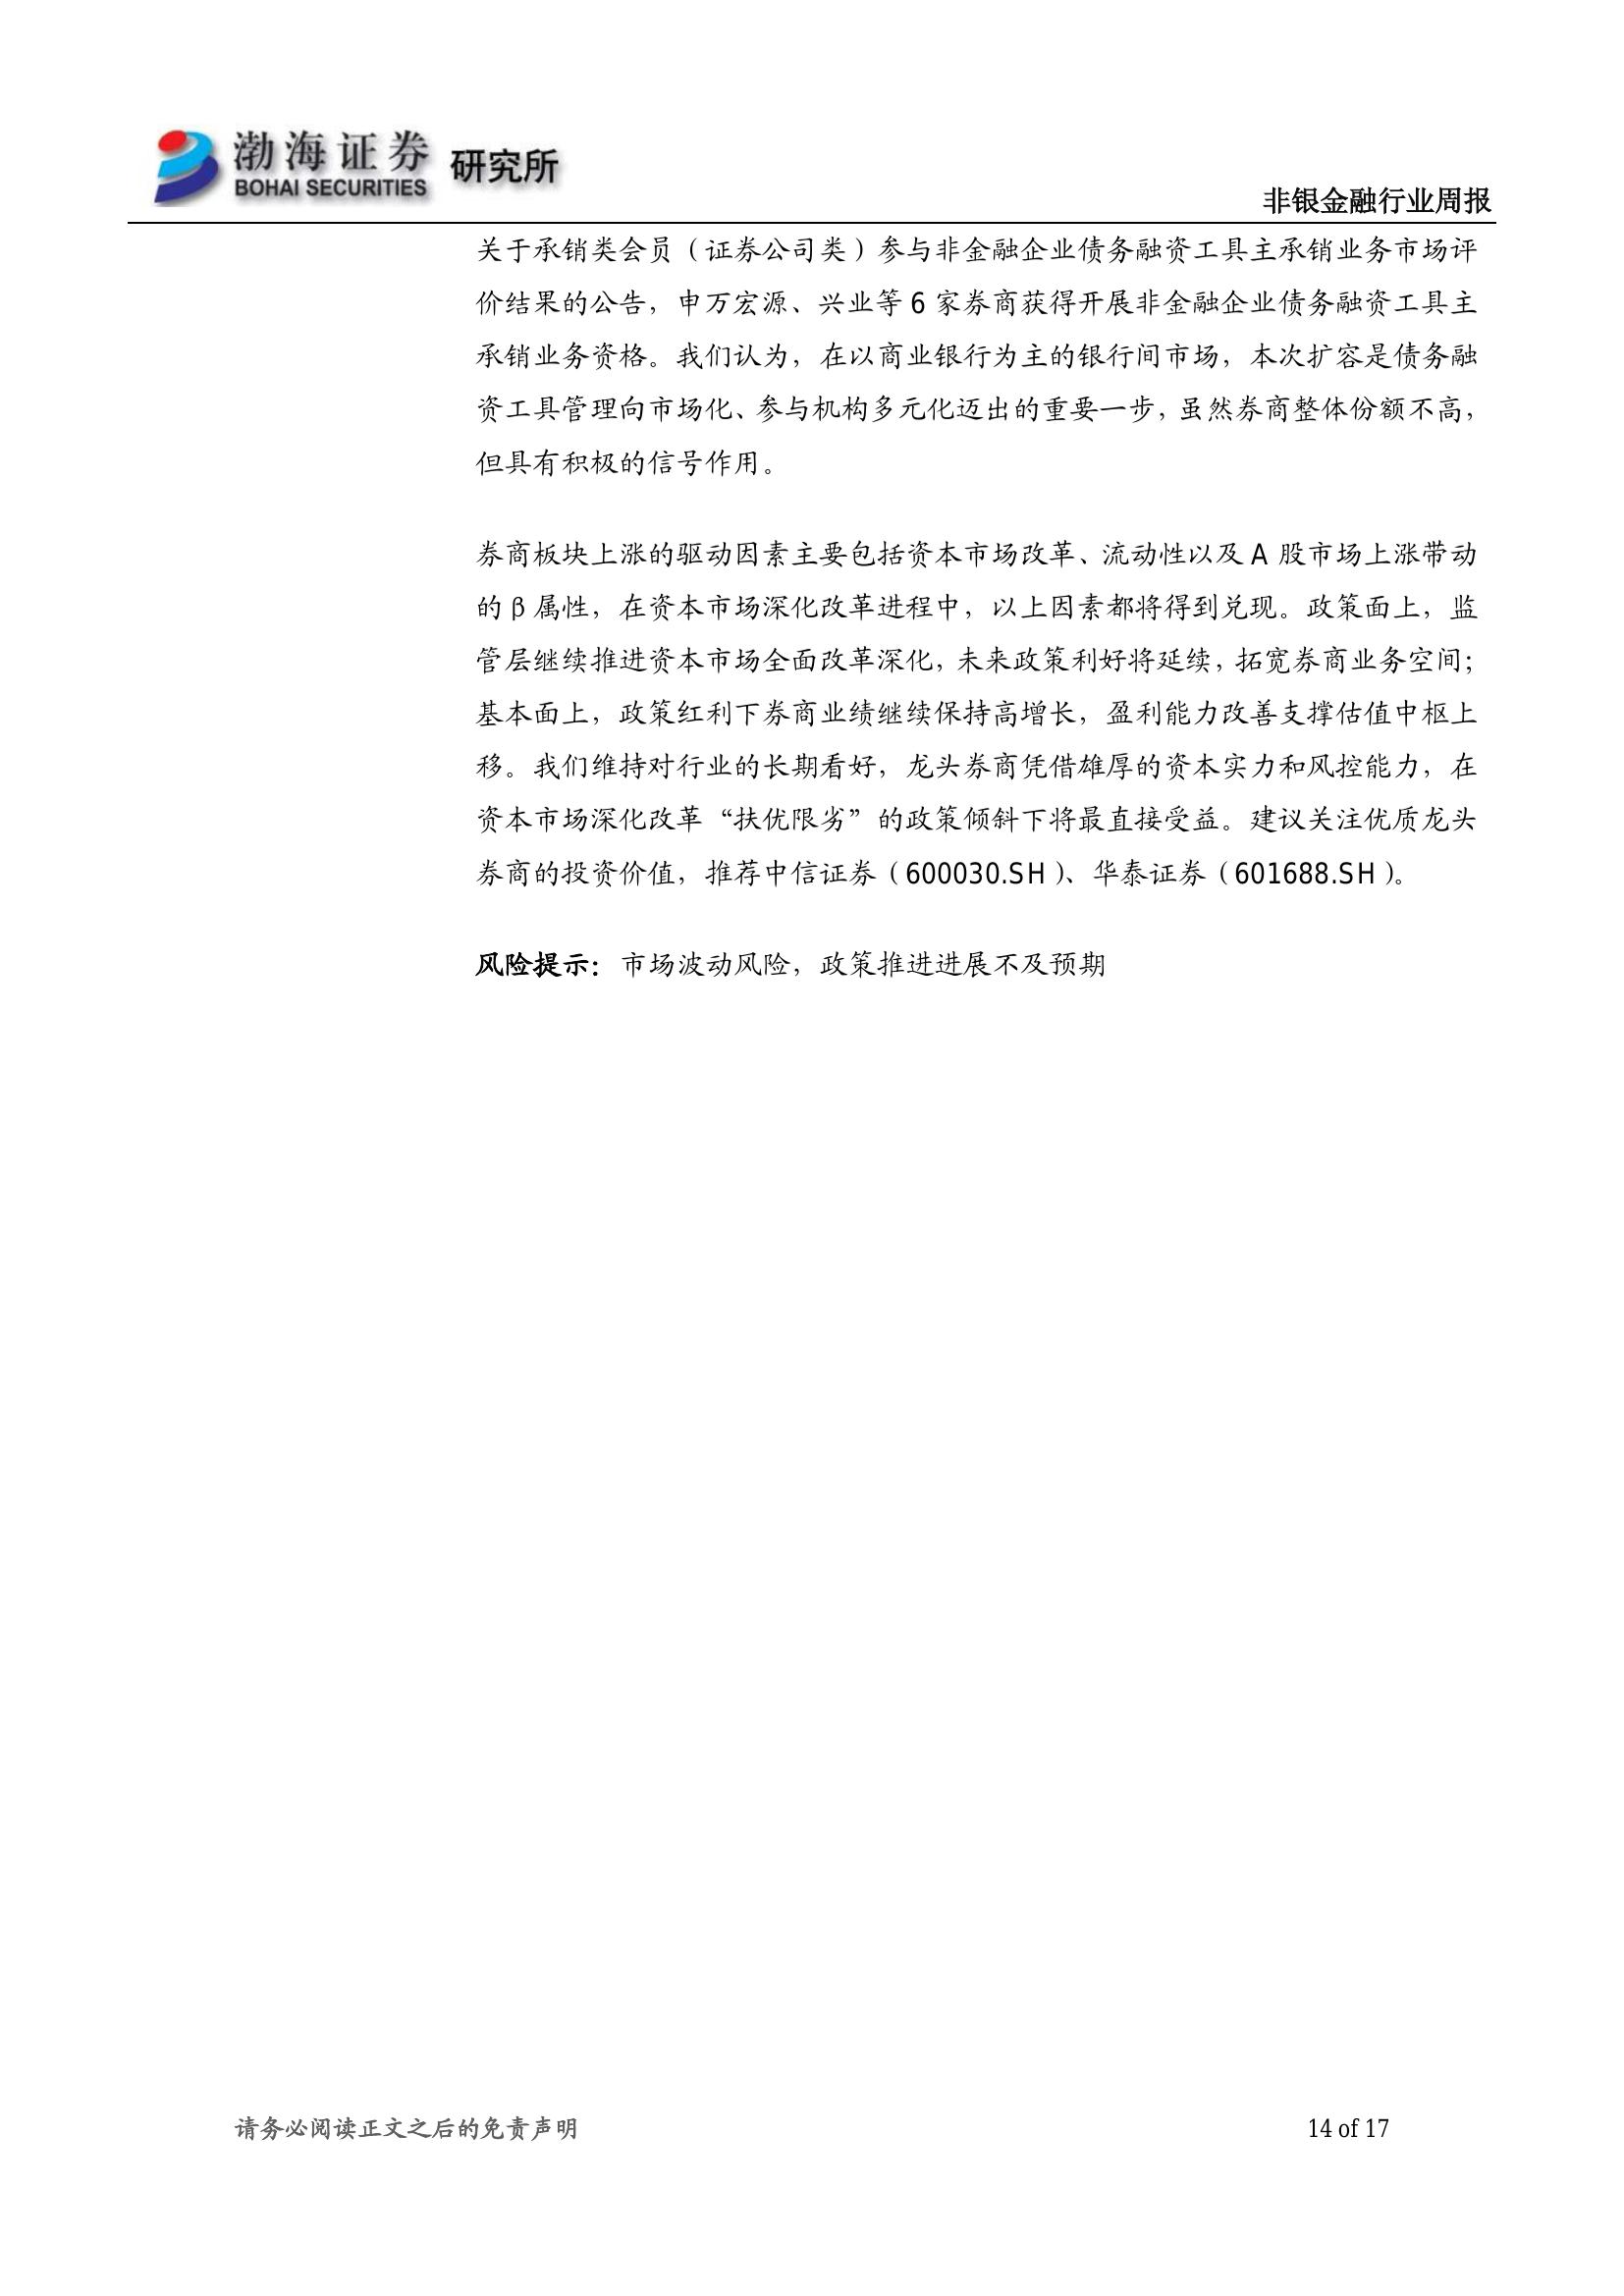 渤海证券 研究所
BOHAI SECURITIES
非银金融行业周报
关于承销类会员（证券公司类）参与非金融企业债务融资工具主承销业务市场评
价结果的公告，申万宏源、兴业等 6 家券商获得开展非金融企业债务融资工具主
承销业务资格。我们认为，在以商业银行为主的银行间市场，本次扩容是债务融
资工具管理向市场化、参与机构多元化迈出的重要一步，虽然券商整体份额不高，
但具有积极的信号作用。
券商板块上涨的驱动因素主要包括资本市场改革、流动性以及 A 股市场上涨带动
的 β 属性，在资本市场深化改革进程中，以上因素都将得到兑现。政策面上，监
管层继续推进资本市场全面改革深化，未来政策利好将延续，拓宽券商业务空间；
基本面上，政策红利下券商业绩继续保持高增长，盈利能力改善支撑估值中枢上
移。我们维持对行业的长期看好，龙头券商凭借雄厚的资本实力和风控能力，在
资本市场深化改革“扶优限劣”的政策倾斜下将最直接受益。建议关注优质龙头
券商的投资价值，推荐中信证券（600030.SH）、华泰证券（601688.SH）。
风险提示：市场波动风险，政策推进进展不及预期
请务必阅读正文之后的免责声明
14 of 17